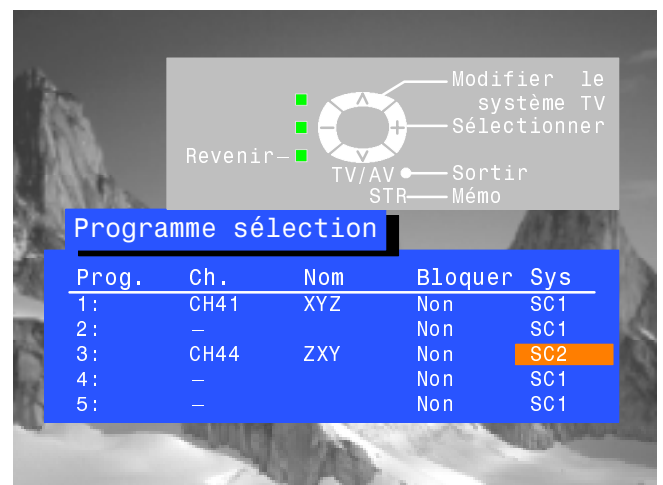 Modifier le
système TV
Sélectionner
Revenir
TV/AV Sortir
STR Mémo
Programme sélection
Prog. Ch. Nom Bloquer Sys
1: CH41 XYZ Non SC1
2: – Non SC1
3: CH44 ZXY Non SC2
4: – Non SC1
5: – Non SC1